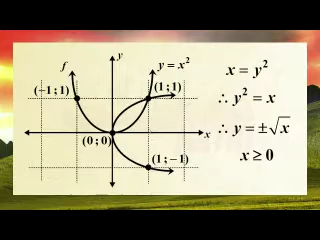 f
y
y = x²
(−1 ; 1)
(1 ; 1)
(0 ; 0)
x
(1 ; −1)
x = y²
∴ y² = x
∴ y = ±√x
x ≥ 0